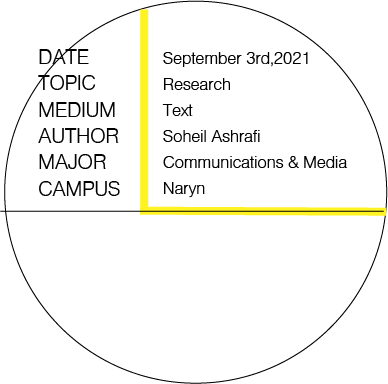 DATE September 3rd,2021
TOPIC Research
MEDIUM Text
AUTHOR Soheil Ashrafi
MAJOR Communications & Media
CAMPUS Naryn